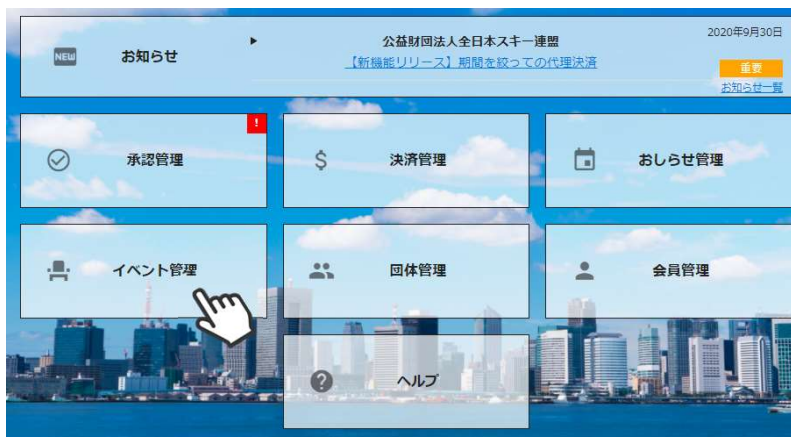 2020年9月30日
公益財団法人全日本スキー連盟
NEW お知らせ ▶
【新機能リリース】期間を絞っての代理決済
重要
お知らせ一覧
!
承認管理 $ 決済管理 おしらせ管理
イベント管理 団体管理 会員管理
? ヘルプ